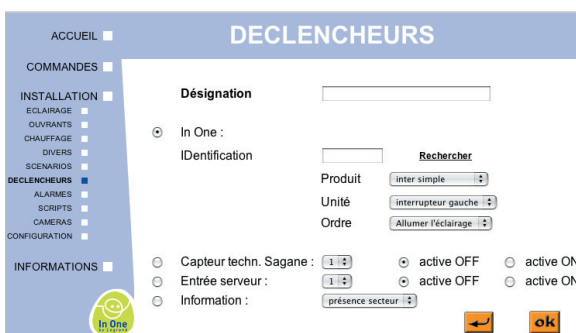 DECLENCHEURS
ACCUEIL
COMMANDES
INSTALLATION
ECLAIRAGE
OUVRANTS
CHAUFFAGE
DIVERS
SCENARIOS
DECLENCHEURS
ALARMES
SCRIPTS
CAMERAS
CONFIGURATION
INFORMATIONS
In One
by Legrand
Désignation
In One :
IDentification
Rechercher
Produit inter simple
Unité interrupteur gauche
Ordre Allumer l'éclairage
Capteur techn. Sagane : 1 active OFF active ON
Entrée serveur : 1 active OFF active ON
Information : présence secteur
ok